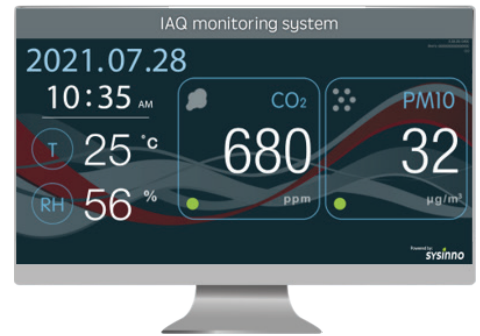 IAQ monitoring system
2021.07.28
10:35 AM
T 25 °C
RH 56 %
CO₂
680
ppm
PM10
32
µg/m³
Powered by
sysinno